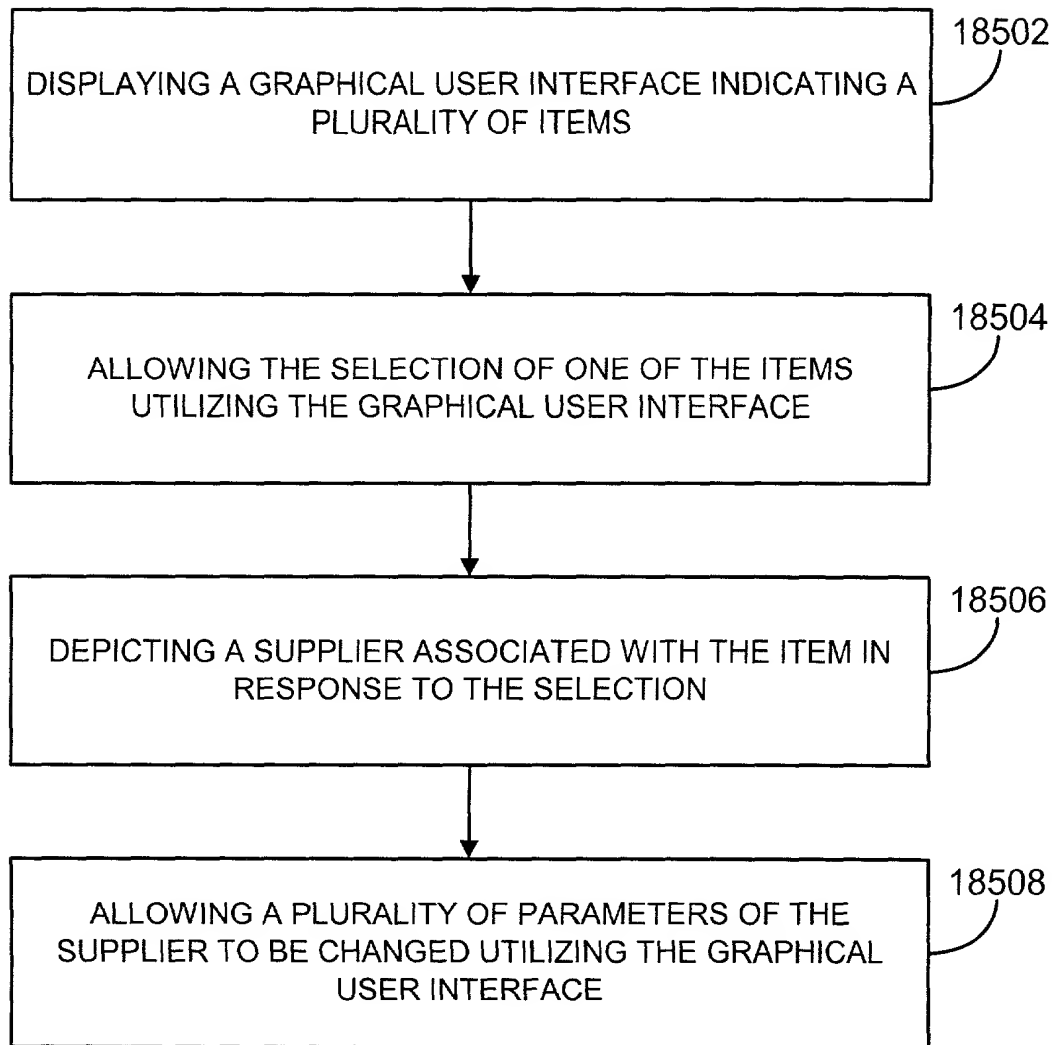 18502
DISPLAYING A GRAPHICAL USER INTERFACE INDICATING A
PLURALITY OF ITEMS
18504
ALLOWING THE SELECTION OF ONE OF THE ITEMS
UTILIZING THE GRAPHICAL USER INTERFACE
18506
DEPICTING A SUPPLIER ASSOCIATED WITH THE ITEM IN
RESPONSE TO THE SELECTION
18508
ALLOWING A PLURALITY OF PARAMETERS OF THE
SUPPLIER TO BE CHANGED UTILIZING THE GRAPHICAL
USER INTERFACE